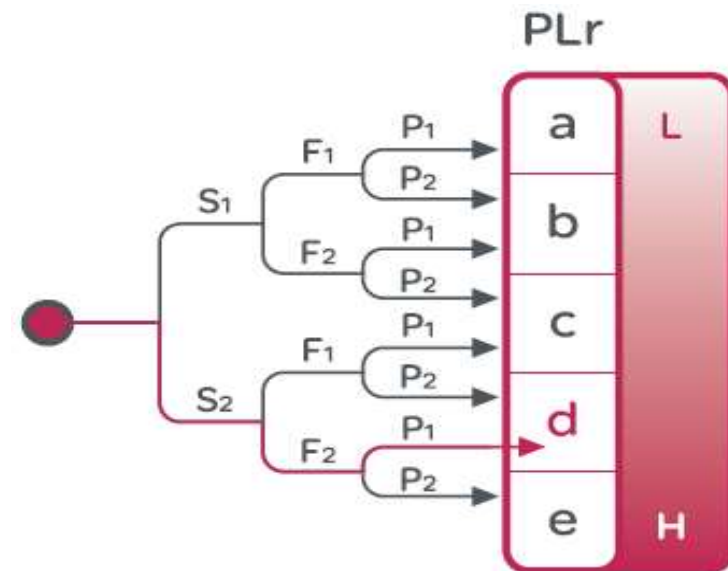 PLr
P₁
a
L
F₁
P₂
S₁
P₁
b
F₂
P₂
c
P₁
F₁
P₂
S₂
P₁
d
F₂
P₂
e
H